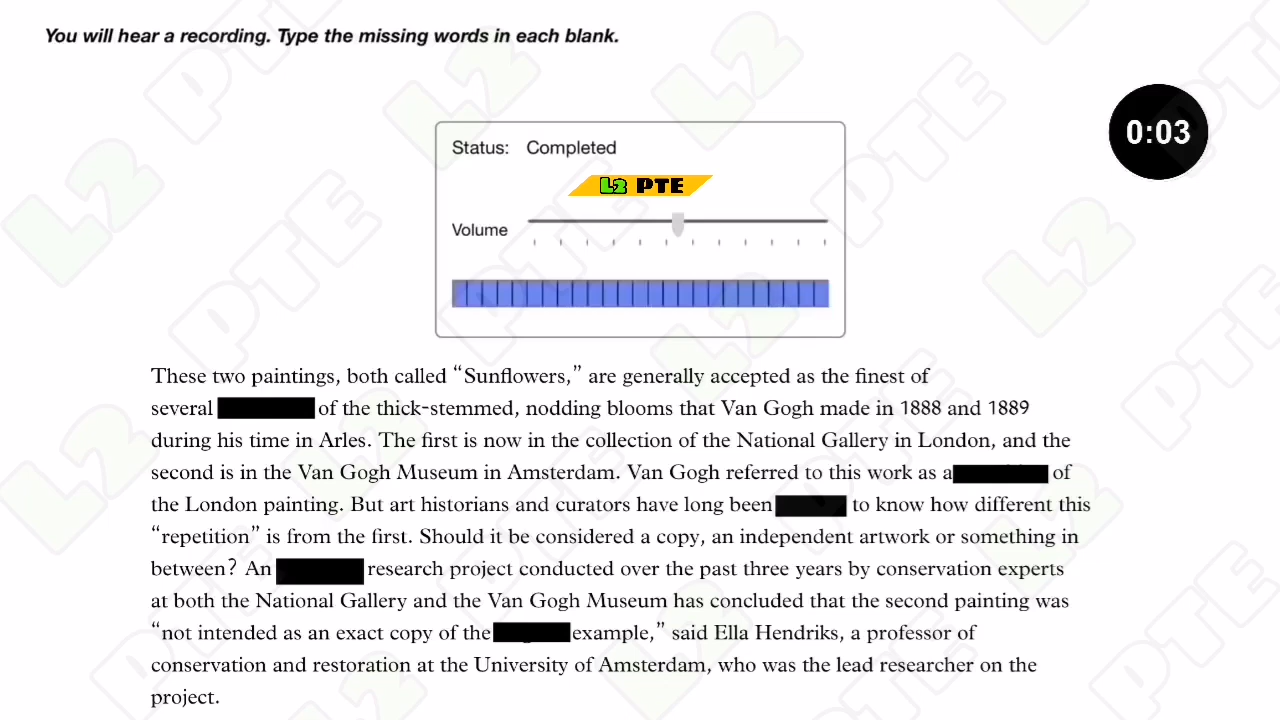 You will hear a recording. Type the missing words in each blank.
0:03
Status: Completed
L2 PTE
Volume
These two paintings, both called “Sunflowers,” are generally accepted as the finest of
several of the thick-stemmed, nodding blooms that Van Gogh made in 1888 and 1889
during his time in Arles. The first is now in the collection of the National Gallery in London, and the
second is in the Van Gogh Museum in Amsterdam. Van Gogh referred to this work as a of
the London painting. But art historians and curators have long been to know how different this
“repetition” is from the first. Should it be considered a copy, an independent artwork or something in
between? An research project conducted over the past three years by conservation experts
at both the National Gallery and the Van Gogh Museum has concluded that the second painting was
“not intended as an exact copy of the example,” said Ella Hendriks, a professor of
conservation and restoration at the University of Amsterdam, who was the lead researcher on the
project.